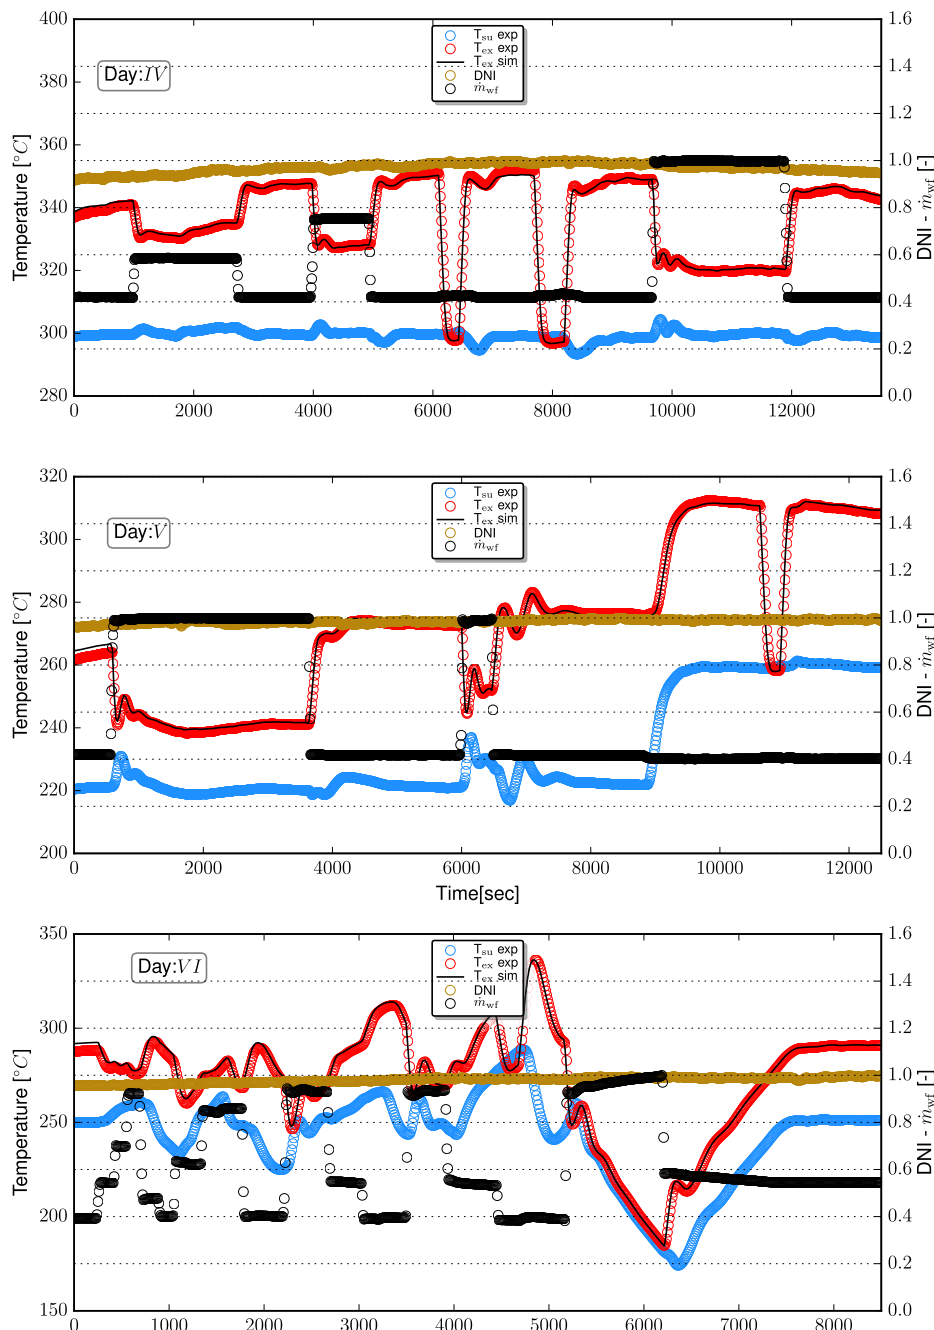 400
380
360
340
320
300
280
Temperature [°C]
Day:IV
T_su exp
T_ex exp
T_ex sim
DNI
ṁ_wf
1.6
1.4
1.2
1.0
0.8
0.6
0.4
0.2
0.0
DNI - ṁ_wf [-]
0 2000 4000 6000 8000 10000 12000
320
300
280
260
240
220
200
Temperature [°C]
Day:V
T_su exp
T_ex exp
T_ex sim
DNI
ṁ_wf
1.6
1.4
1.2
1.0
0.8
0.6
0.4
0.2
0.0
DNI - ṁ_wf [-]
0 2000 4000 6000 8000 10000 12000
Time[sec]
350
300
250
200
150
Temperature [°C]
Day:VI
T_su exp
T_ex exp
T_ex sim
DNI
ṁ_wf
1.6
1.4
1.2
1.0
0.8
0.6
0.4
0.2
0.0
DNI - ṁ_wf [-]
0 1000 2000 3000 4000 5000 6000 7000 8000